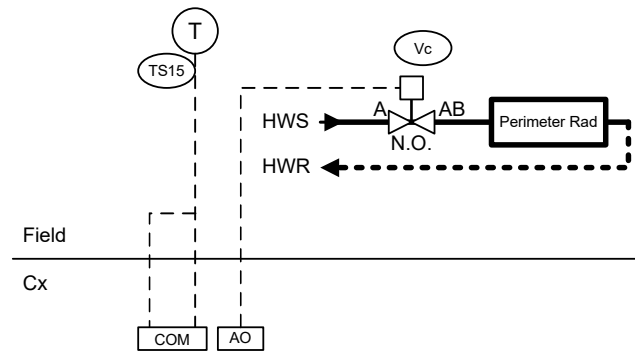 T
TS15
Vc
A
AB
HWS
Perimeter Rad
N.O.
HWR
Field
Cx
COM
AO